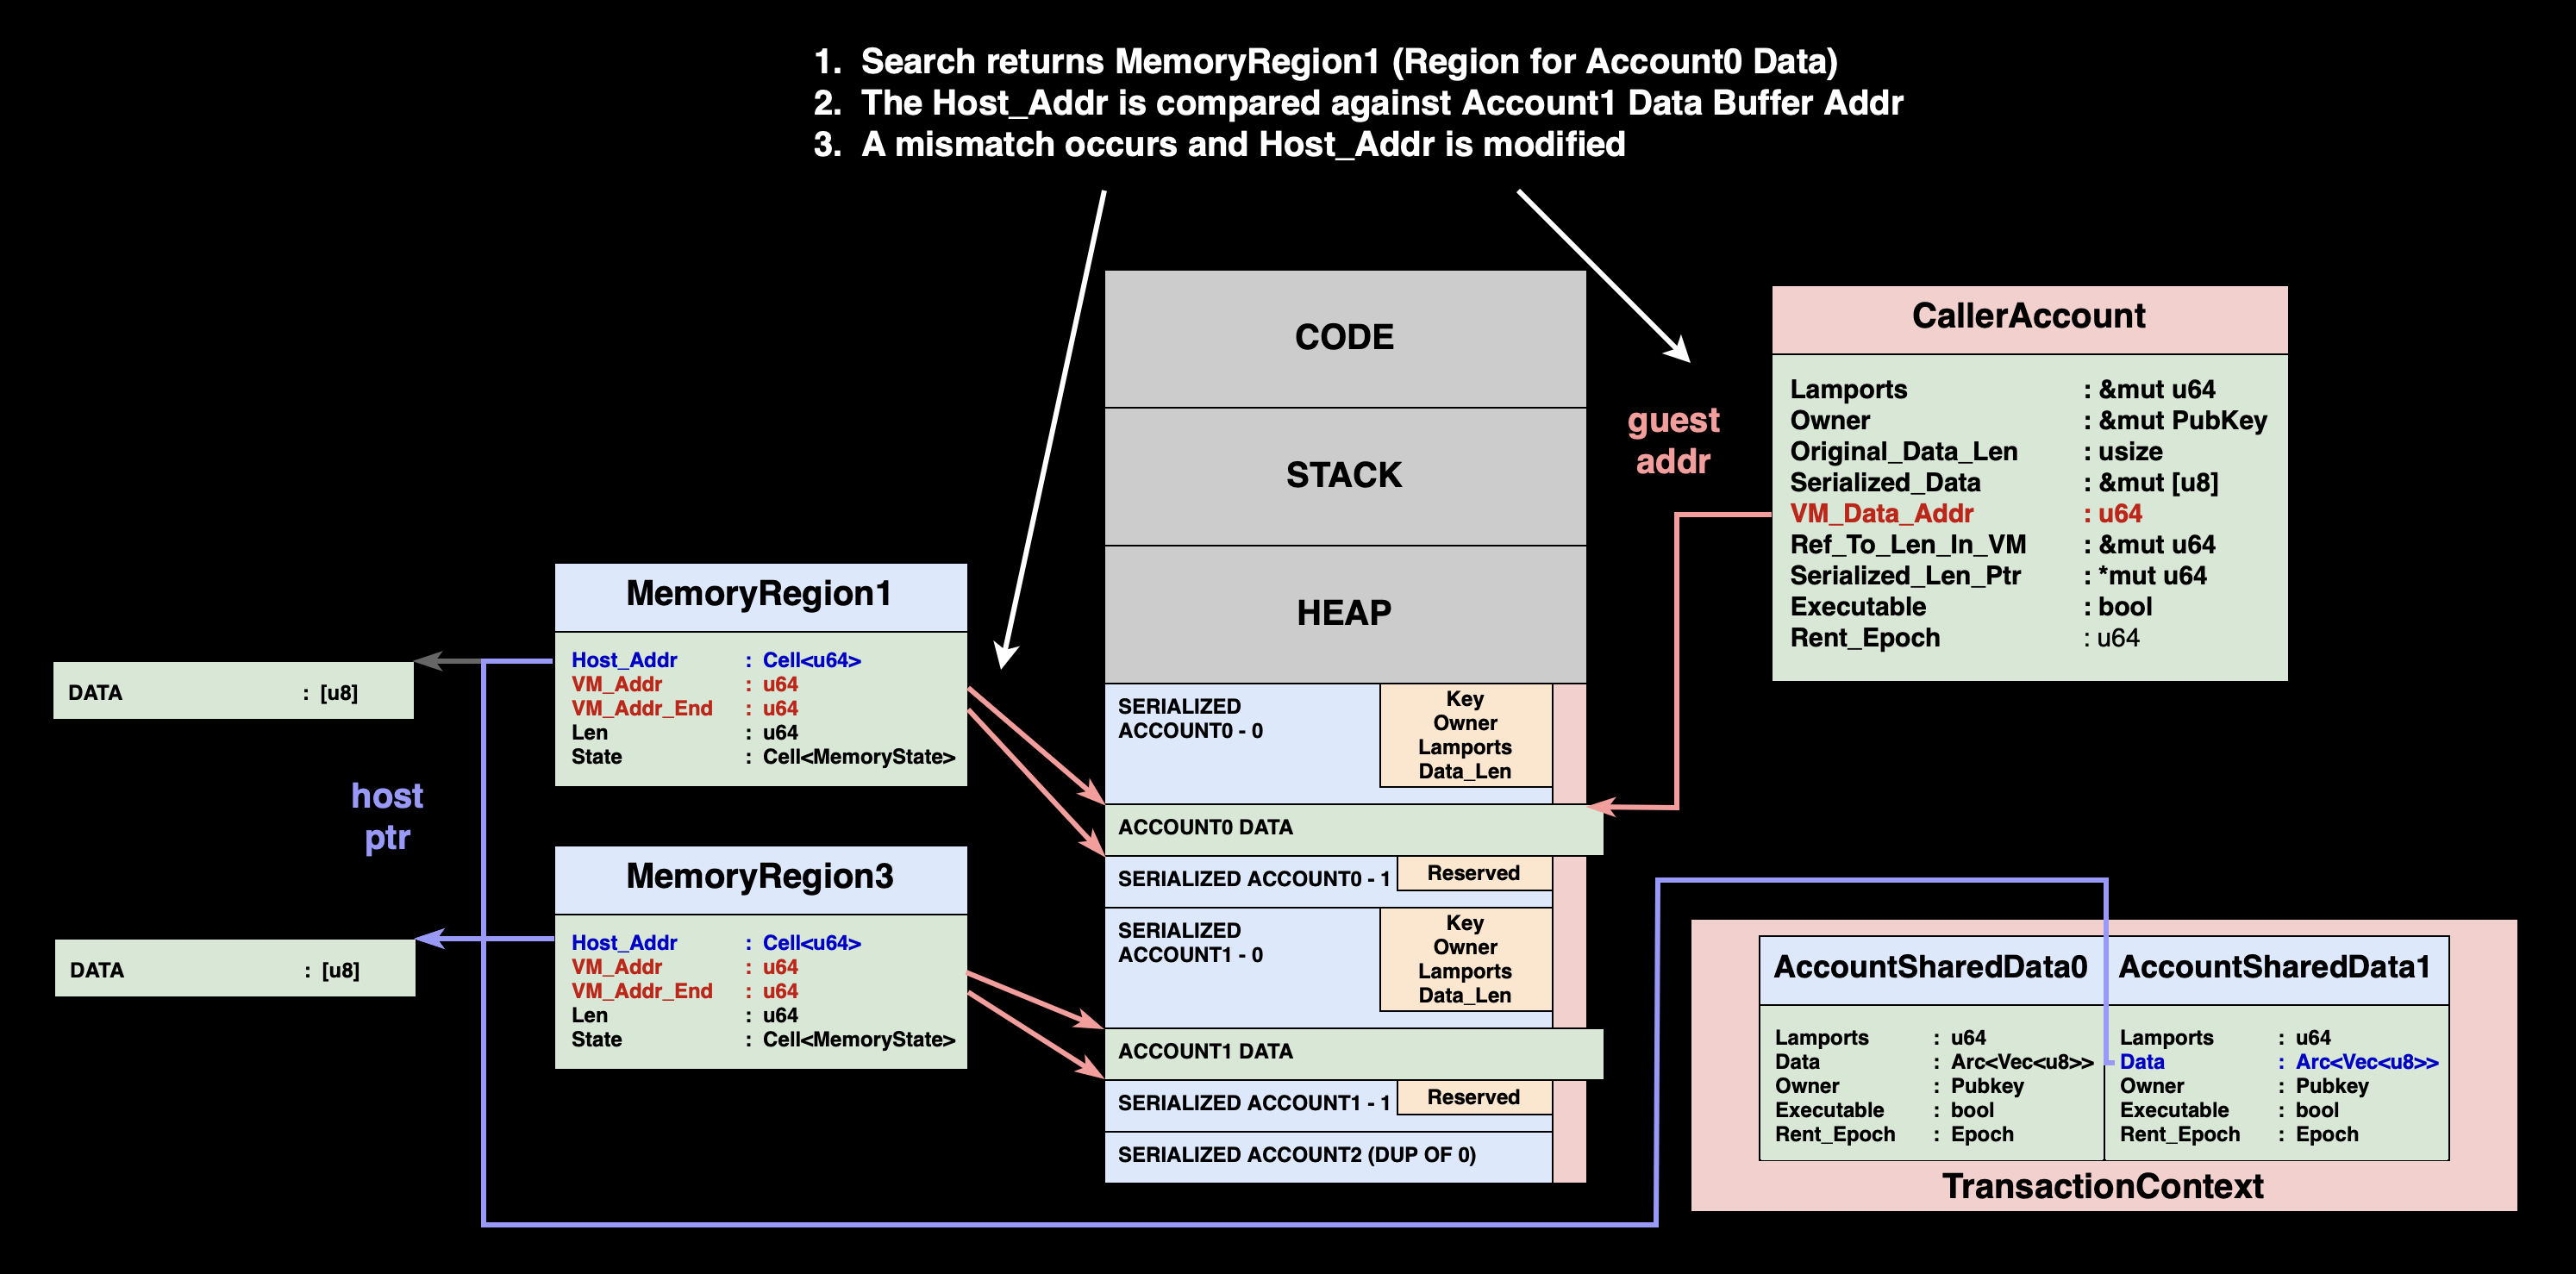 1. Search returns MemoryRegion1 (Region for Account0 Data)
2. The Host_Addr is compared against Account1 Data Buffer Addr
3. A mismatch occurs and Host_Addr is modified
CODE
STACK
HEAP
SERIALIZED
ACCOUNT0 - 0
Key
Owner
Lamports
Data_Len
ACCOUNT0 DATA
SERIALIZED ACCOUNT0 - 1
Reserved
SERIALIZED
ACCOUNT1 - 0
Key
Owner
Lamports
Data_Len
ACCOUNT1 DATA
SERIALIZED ACCOUNT1 - 1
Reserved
SERIALIZED ACCOUNT2 (DUP OF 0)
guest
addr
CallerAccount
Lamports : &mut u64
Owner : &mut PubKey
Original_Data_Len : usize
Serialized_Data : &mut [u8]
VM_Data_Addr : u64
Ref_To_Len_In_VM : &mut u64
Serialized_Len_Ptr : *mut u64
Executable : bool
Rent_Epoch : u64
MemoryRegion1
Host_Addr : Cell<u64>
VM_Addr : u64
VM_Addr_End : u64
Len : u64
State : Cell<MemoryState>
DATA : [u8]
host
ptr
MemoryRegion3
Host_Addr : Cell<u64>
VM_Addr : u64
VM_Addr_End : u64
Len : u64
State : Cell<MemoryState>
DATA : [u8]
AccountSharedData0
Lamports : u64
Data : Arc<Vec<u8>>
Owner : Pubkey
Executable : bool
Rent_Epoch : Epoch
AccountSharedData1
Lamports : u64
Data : Arc<Vec<u8>>
Owner : Pubkey
Executable : bool
Rent_Epoch : Epoch
TransactionContext